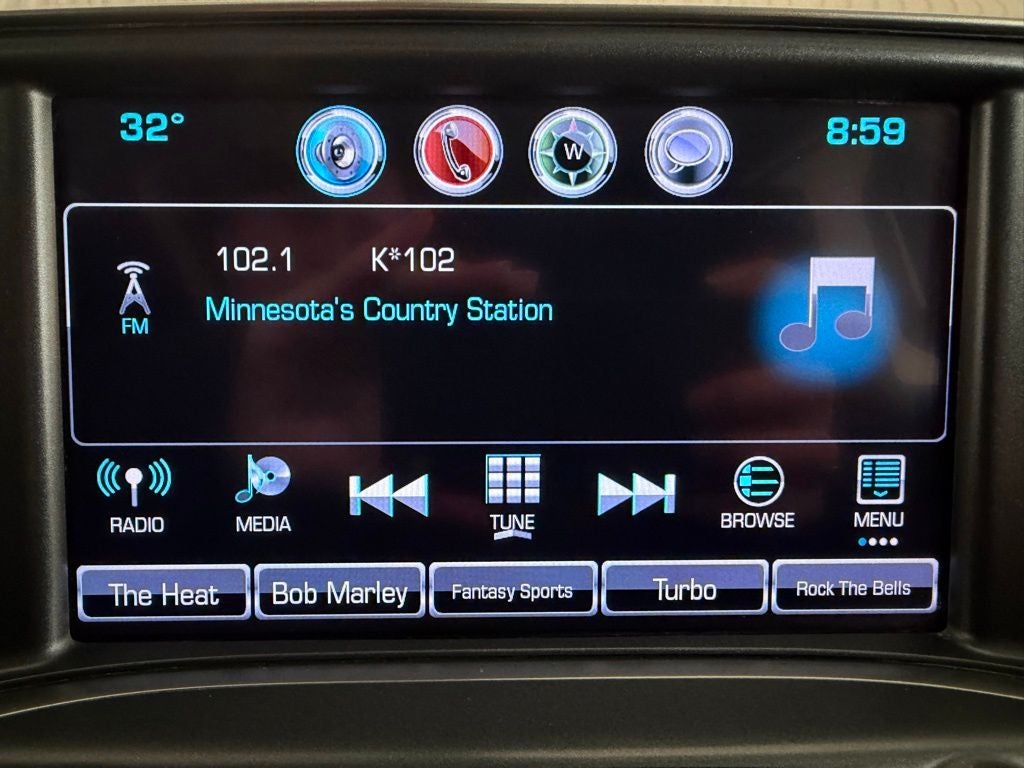 32°
W
8:59
102.1 K*102
FM
Minnesota's Country Station
RADIO
MEDIA
TUNE
BROWSE
MENU
The Heat
Bob Marley
Fantasy Sports
Turbo
Rock The Bells